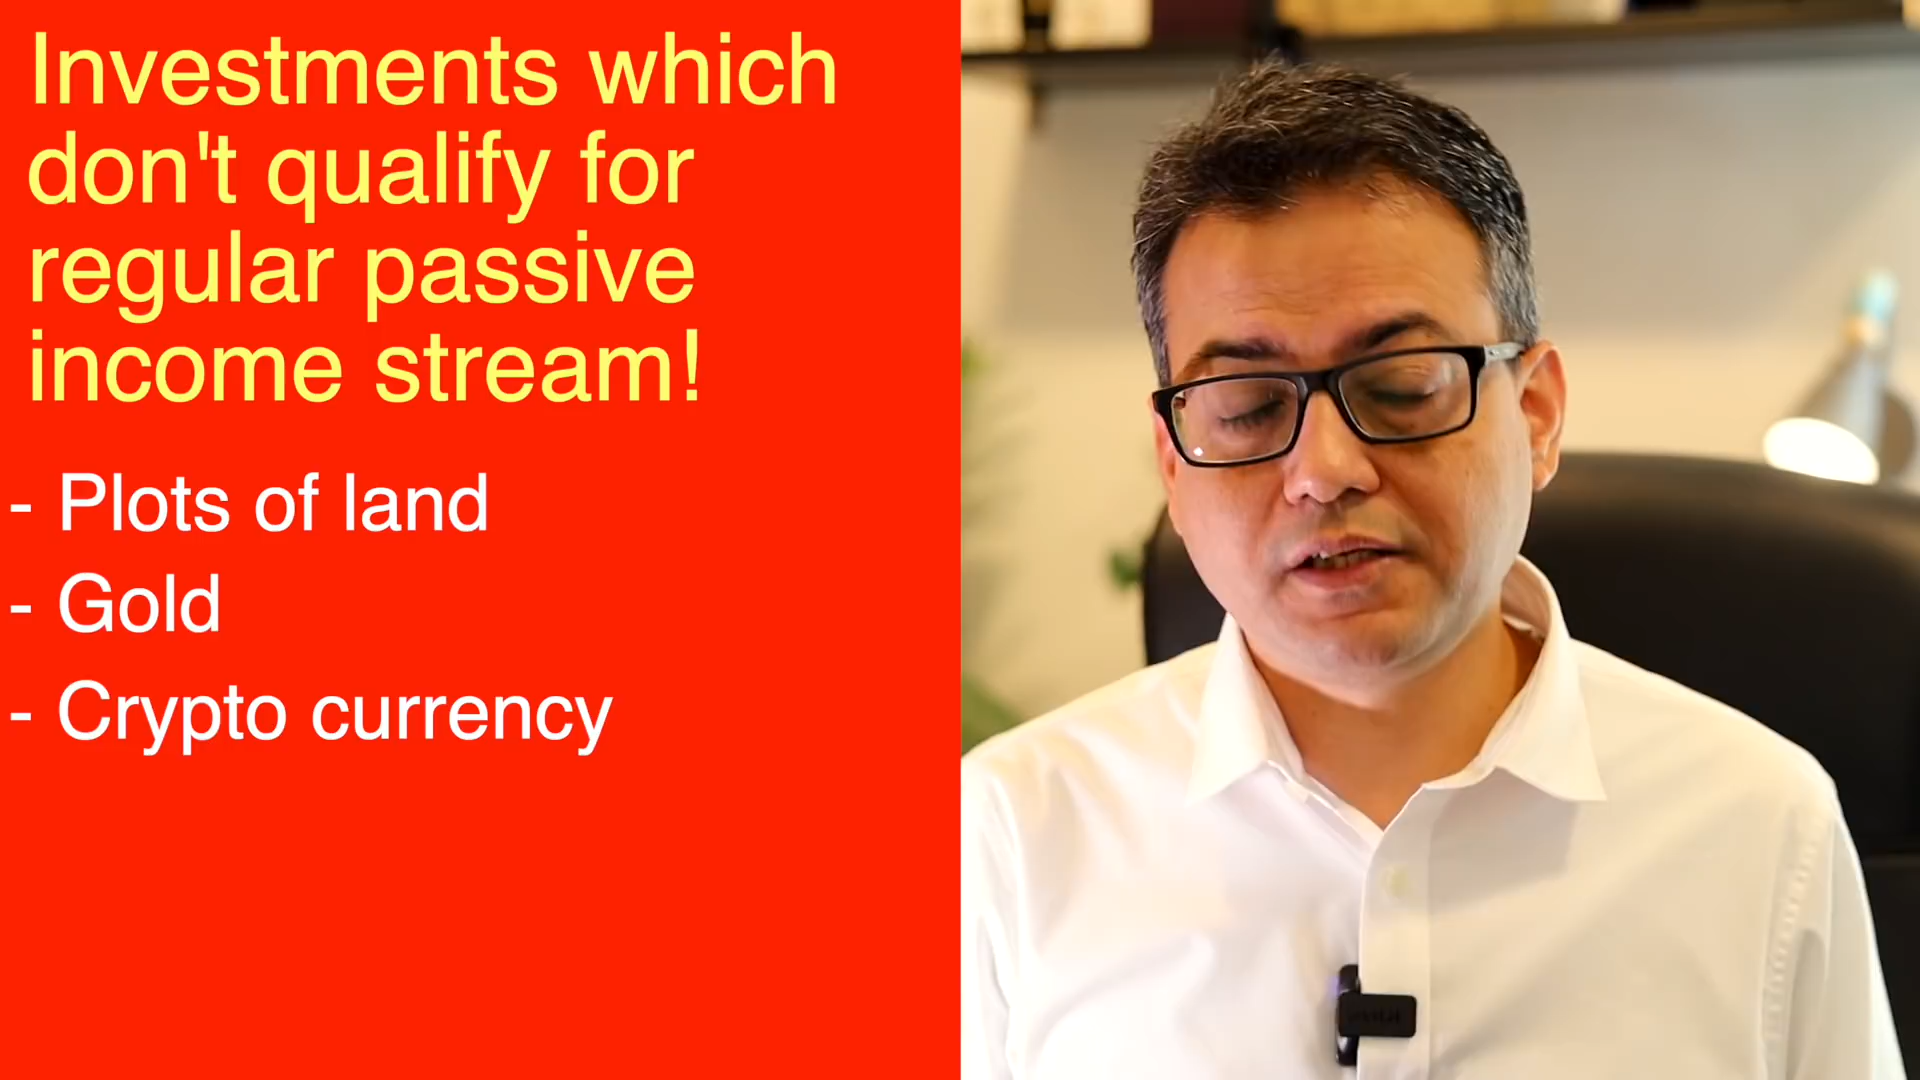 Investments which
don't qualify for
regular passive
income stream!
- Plots of land
- Gold
- Crypto currency